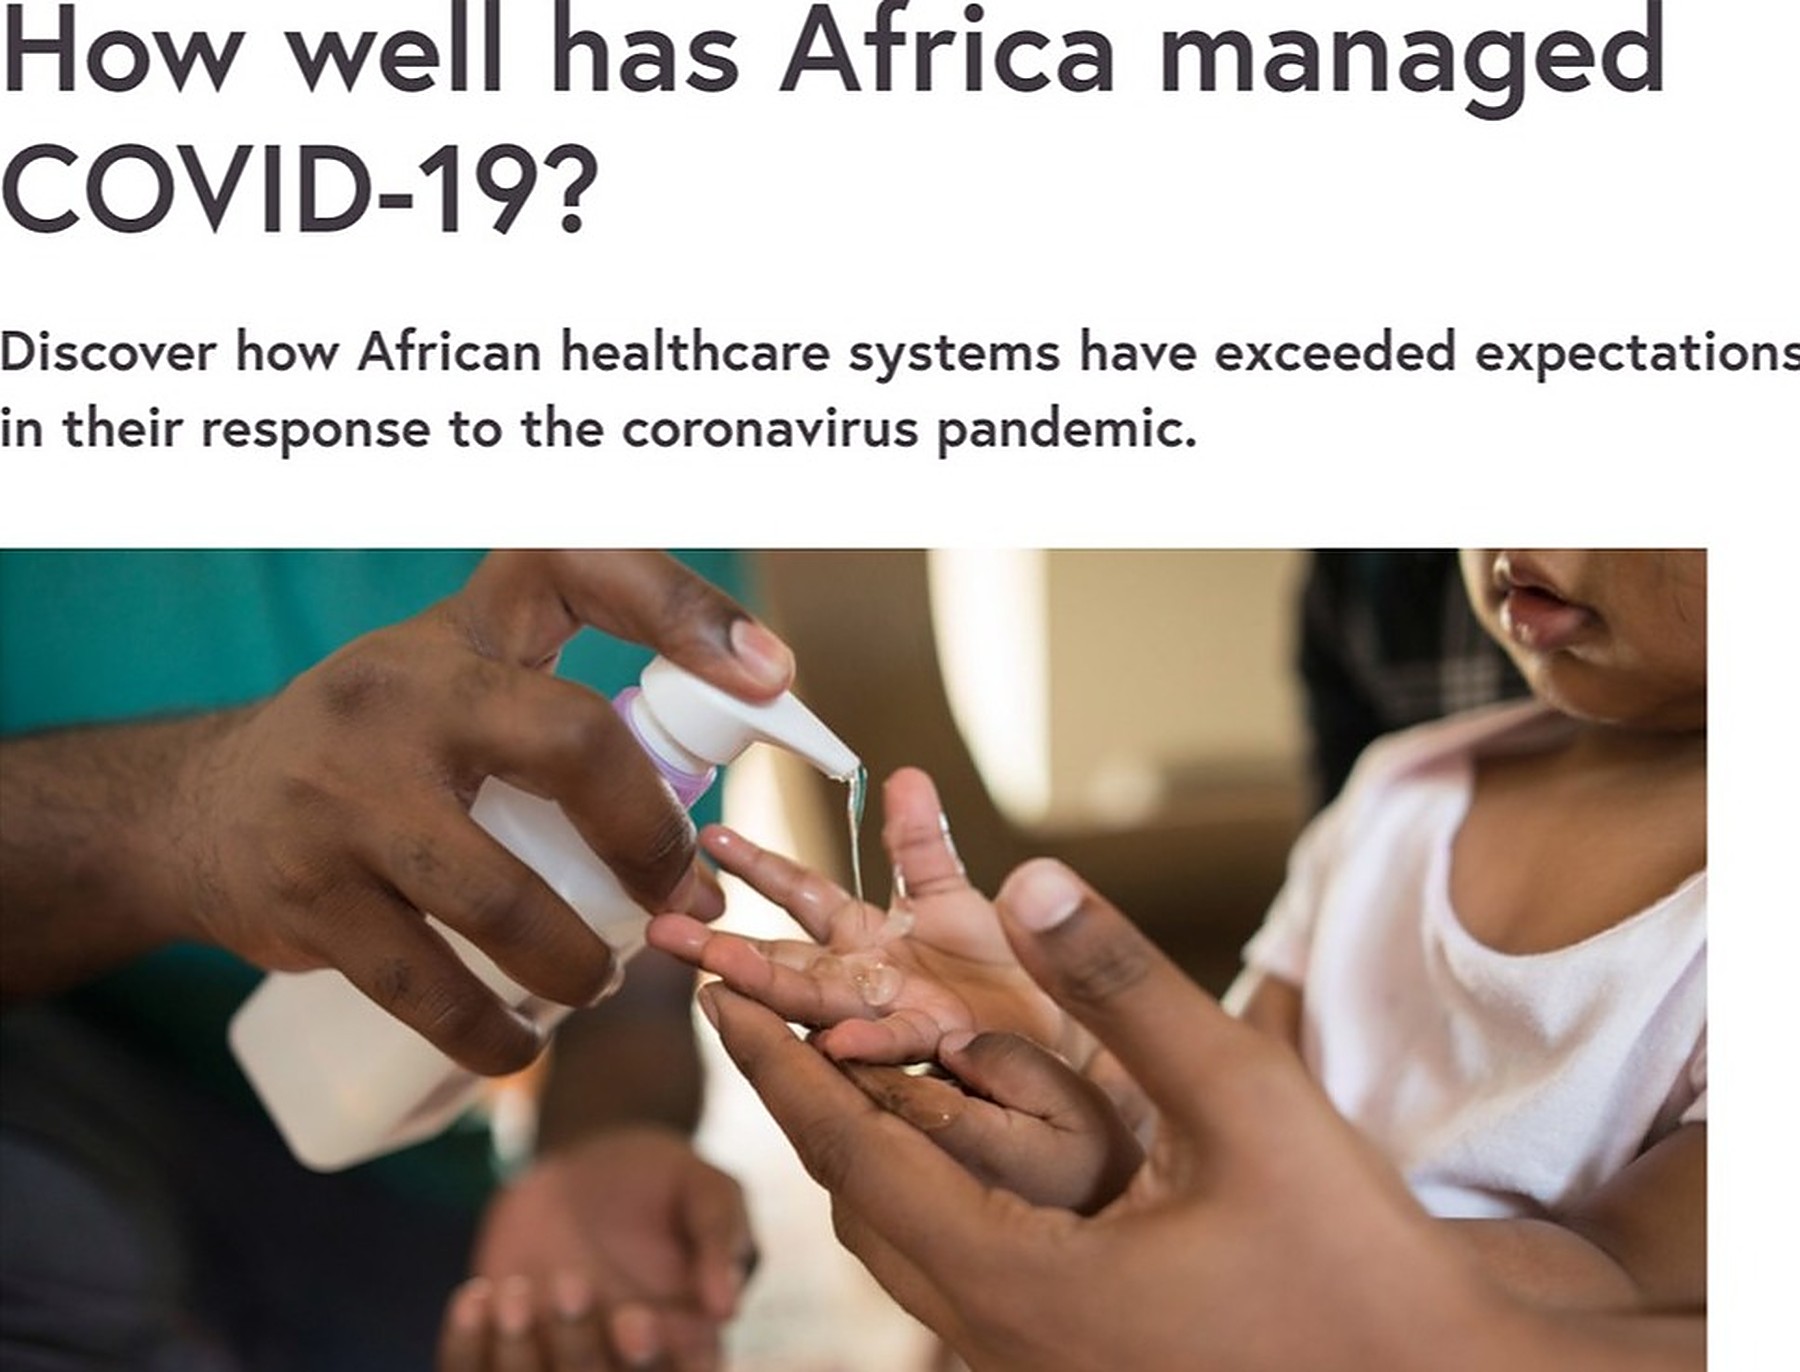 How well has Africa managed
COVID-19?
Discover how African healthcare systems have exceeded expectations
in their response to the coronavirus pandemic.